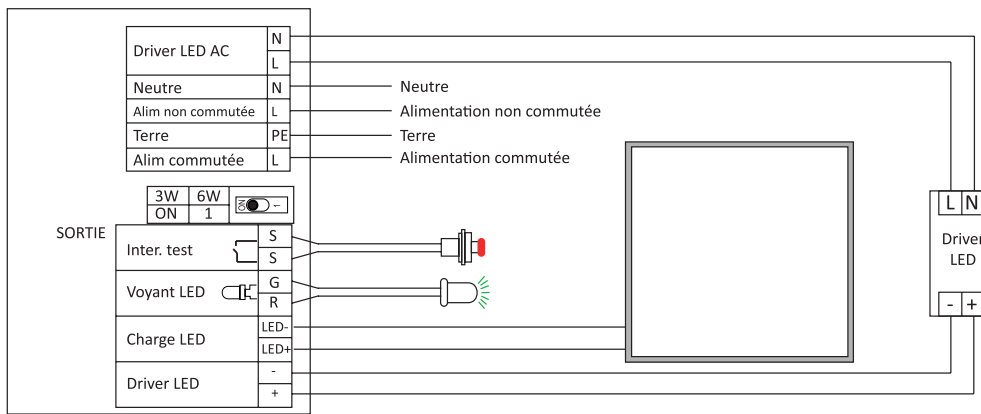 Driver LED AC N
L
Neutre N Neutre
Alim non commutée L Alimentation non commutée
Terre PE Terre
Alim commutée L Alimentation commutée
3W 6W ON 1
ON 1
SORTIE
Inter. test S
S
Voyant LED G
R
Charge LED LED-
LED+
Driver LED -
+
L N
Driver
LED
- +